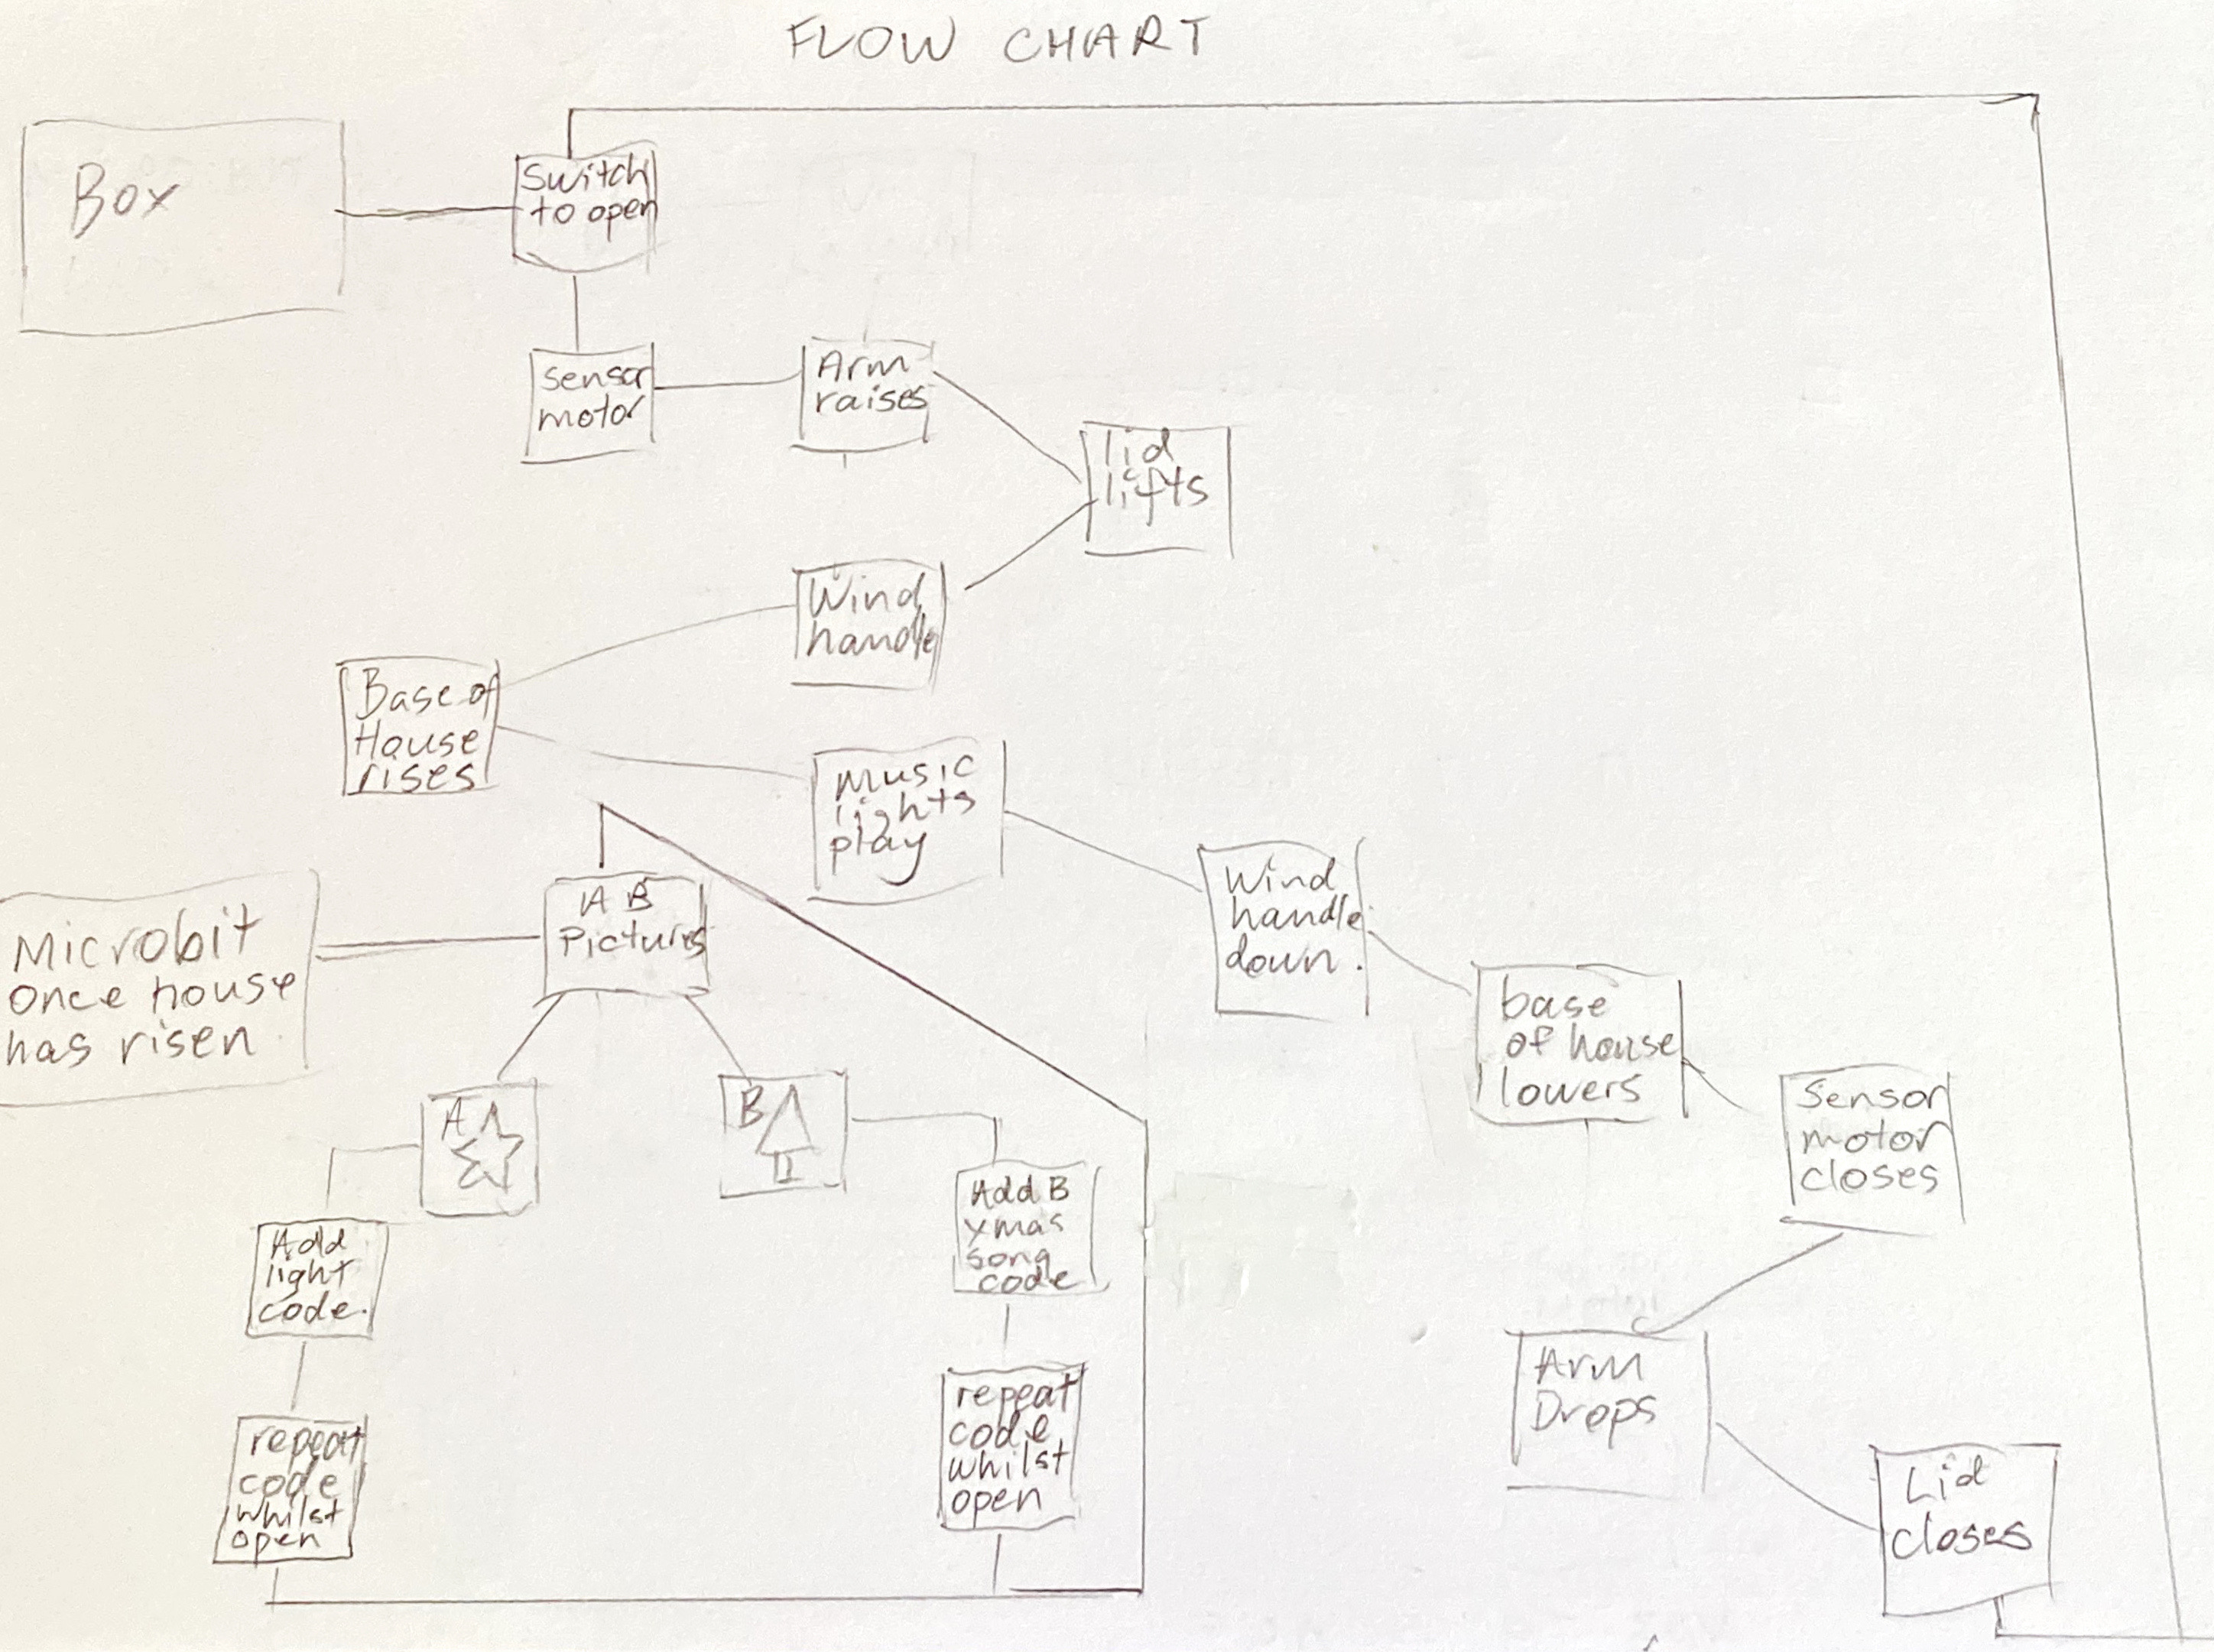 FLOW CHART
Box
Switch
to open
sensor
motor
Arm
raises
lid
lifts
Wind
handle
Base of
House
rises
Music
lights
play
Wind
handle
down.
base
of house
lowers
Sensor
motor
closes
Arm
Drops
Lid
closes
Microbit
once house
has risen.
A B
Pictures
A
B
Add
light
code.
repeat
code
whilst
open
Add B
xmas
song
code
repeat
code
whilst
open